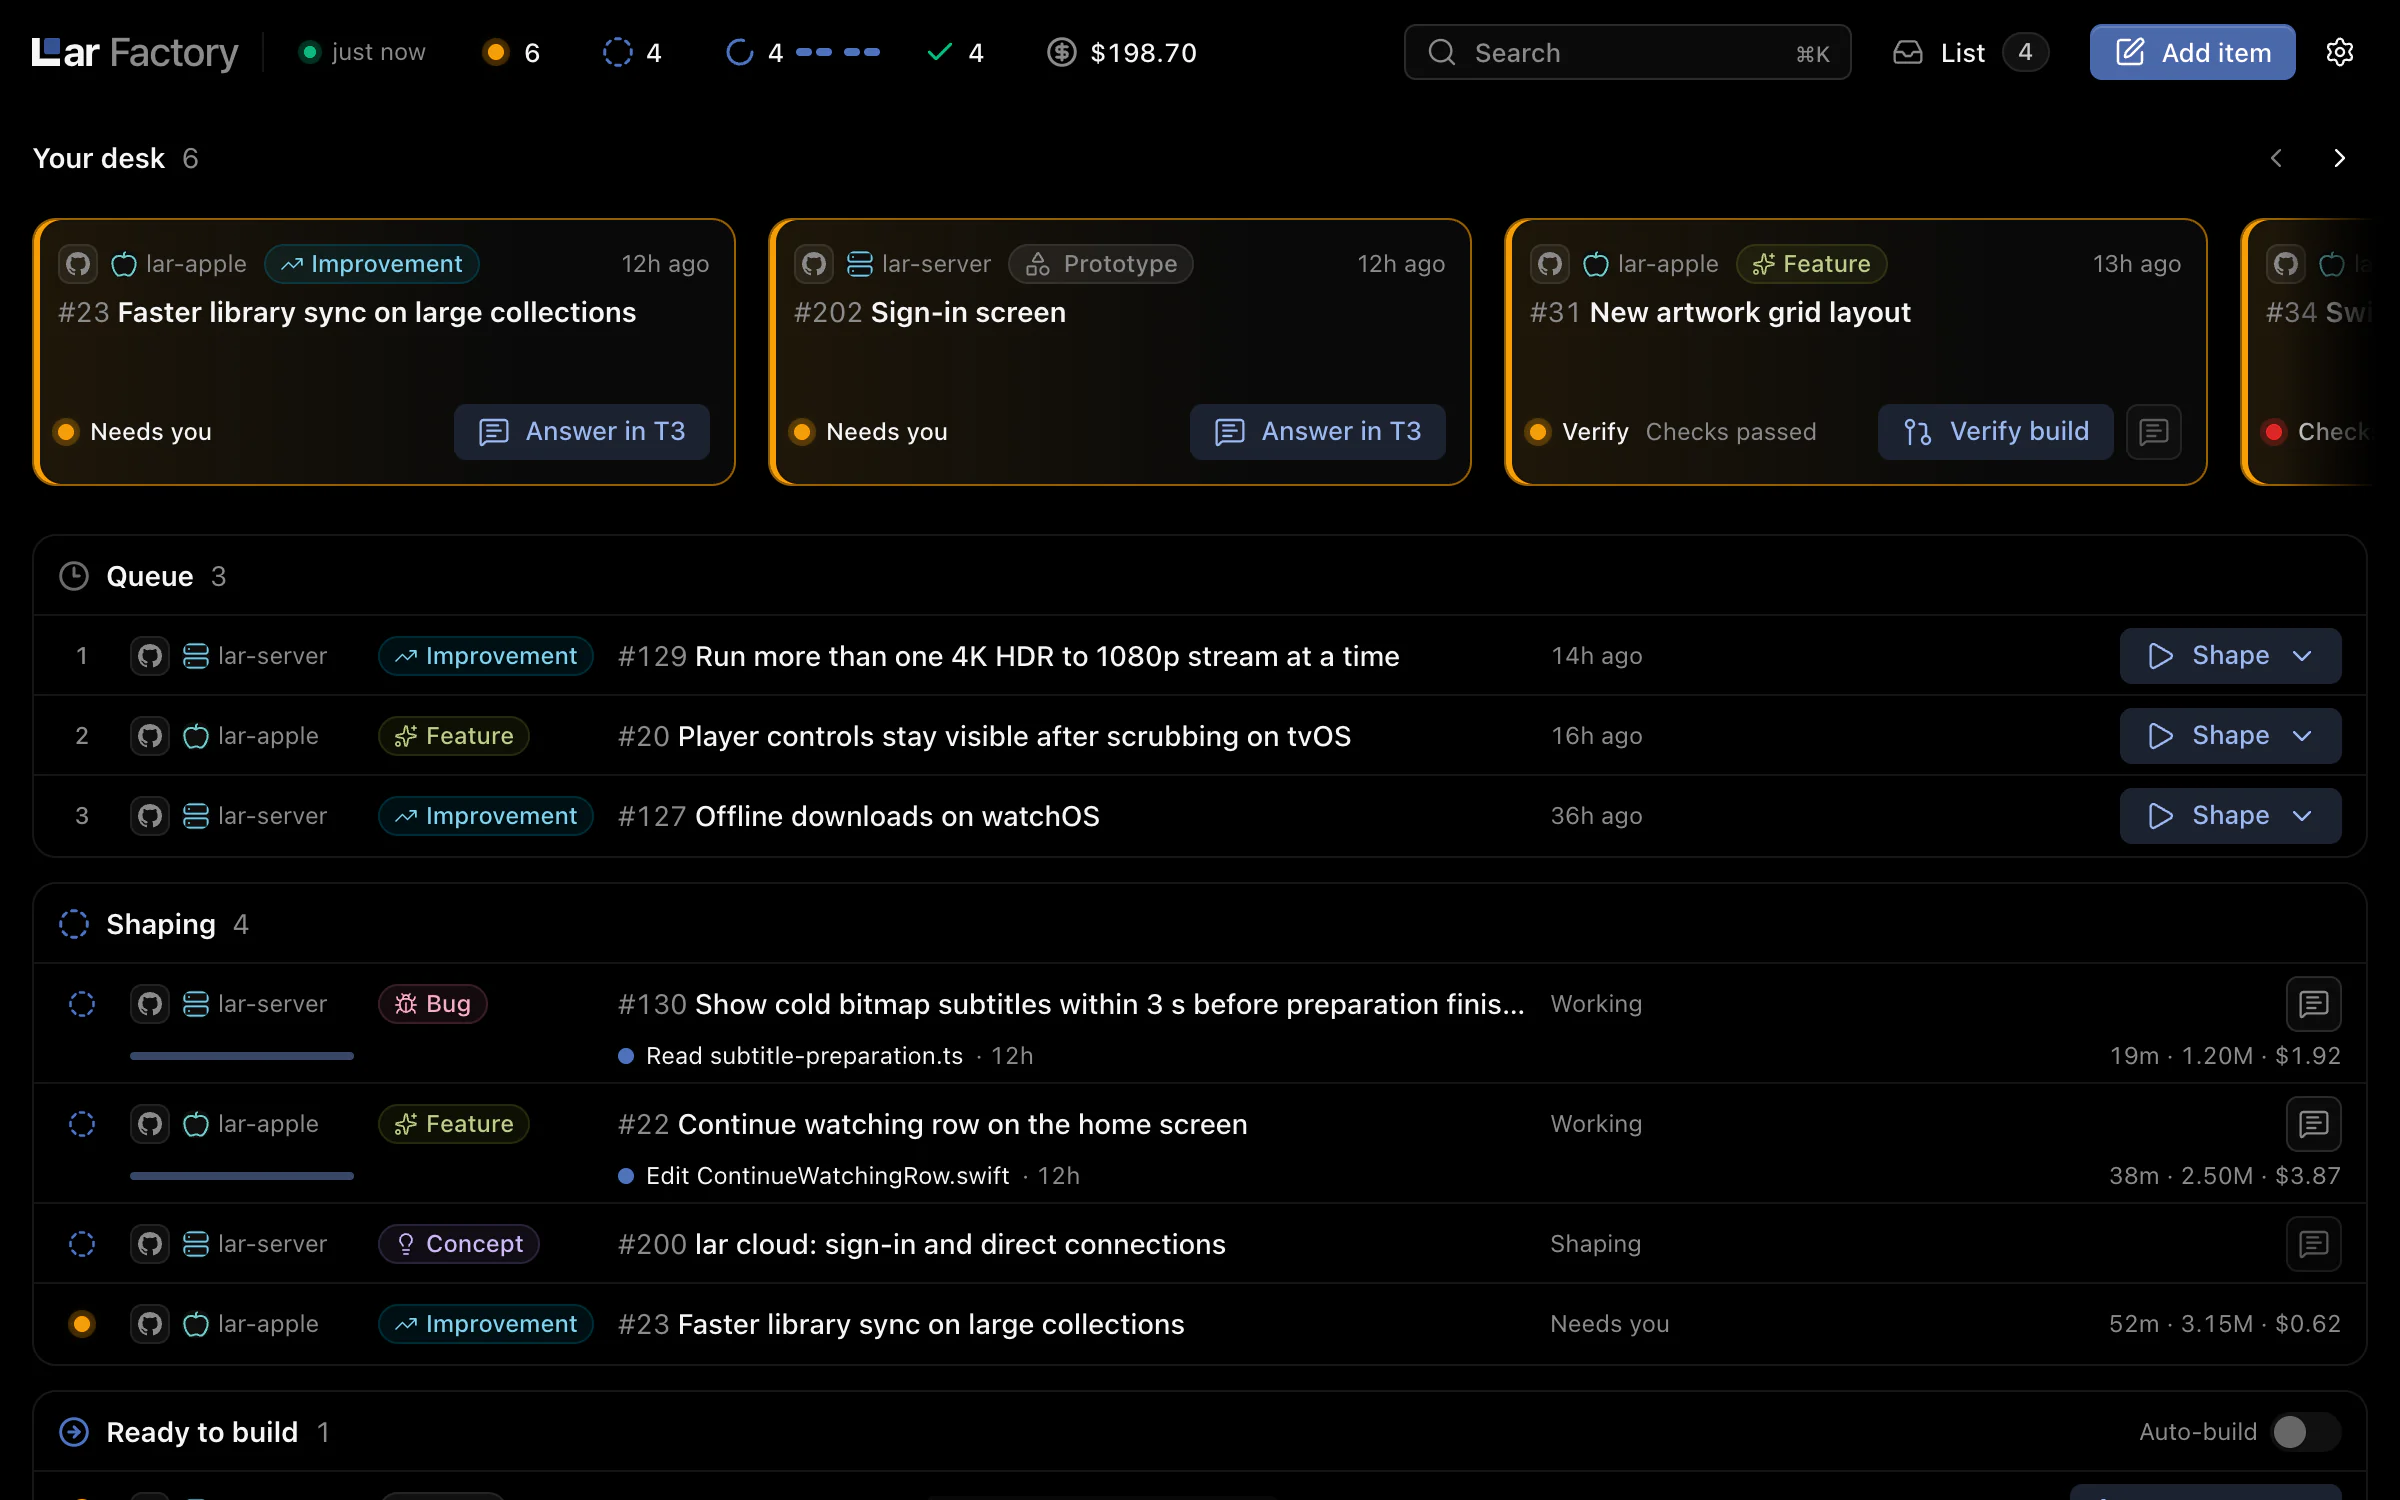 Lar Factory just now 6 4 4 4 $198.70 Search ⌘K List 4 Add item
Your desk 6
lar-apple Improvement 12h ago
#23 Faster library sync on large collections
Needs you Answer in T3
lar-server Prototype 12h ago
#202 Sign-in screen
Needs you Answer in T3
lar-apple Feature 13h ago
#31 New artwork grid layout
Verify Checks passed Verify build
#34
Queue 3
1 lar-server Improvement #129 Run more than one 4K HDR to 1080p stream at a time 14h ago Shape
2 lar-apple Feature #20 Player controls stay visible after scrubbing on tvOS 16h ago Shape
3 lar-server Improvement #127 Offline downloads on watchOS 36h ago Shape
Shaping 4
lar-server Bug #130 Show cold bitmap subtitles within 3 s before preparation finis... Working
Read subtitle-preparation.ts · 12h 19m · 1.20M · $1.92
lar-apple Feature #22 Continue watching row on the home screen Working
Edit ContinueWatchingRow.swift · 12h 38m · 2.50M · $3.87
lar-server Concept #200 lar cloud: sign-in and direct connections Shaping
lar-apple Improvement #23 Faster library sync on large collections Needs you 52m · 3.15M · $0.62
Ready to build 1 Auto-build